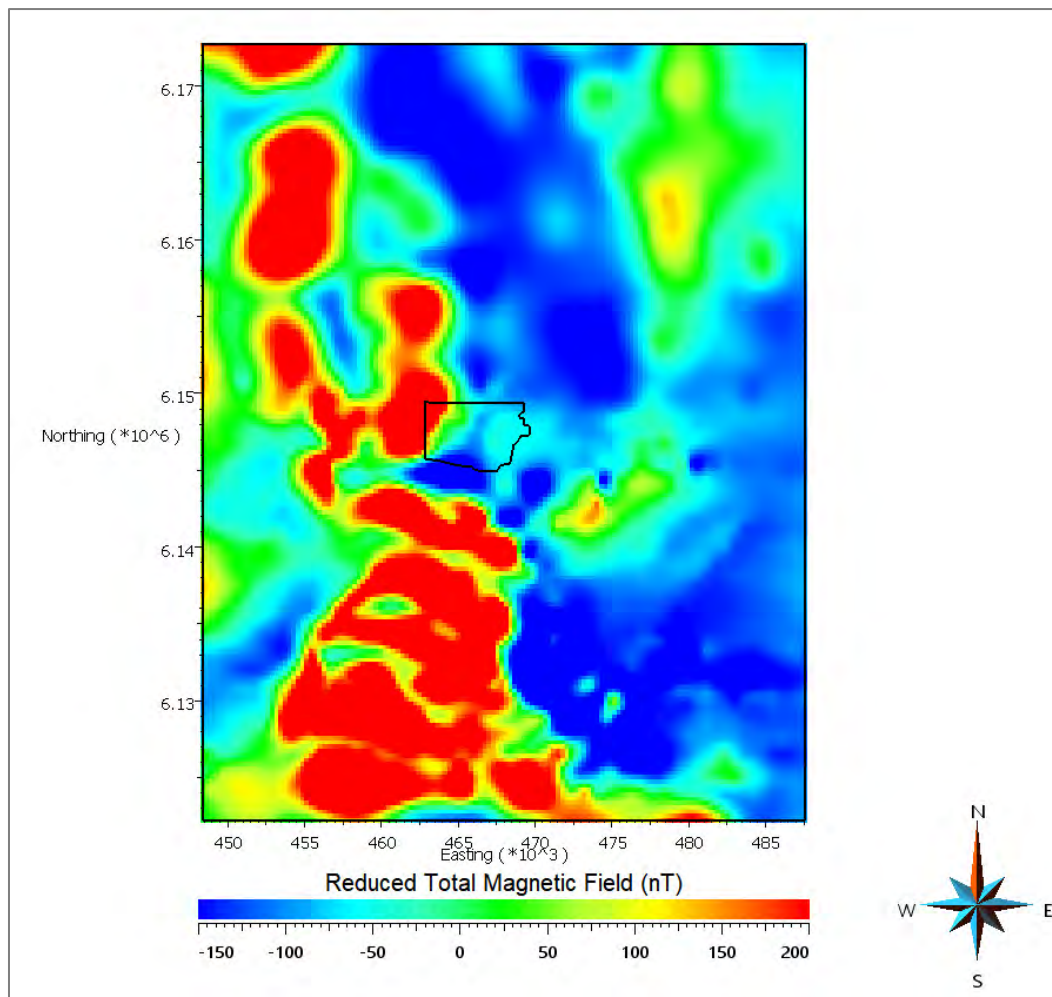 6.17
6.16
6.15
Northing (*10^6)
6.14
6.13
450 455 460 465 470 475 480 485
Easting (*10^3)
Reduced Total Magnetic Field (nT)
-150 -100 -50 0 50 100 150 200
N
W E
S